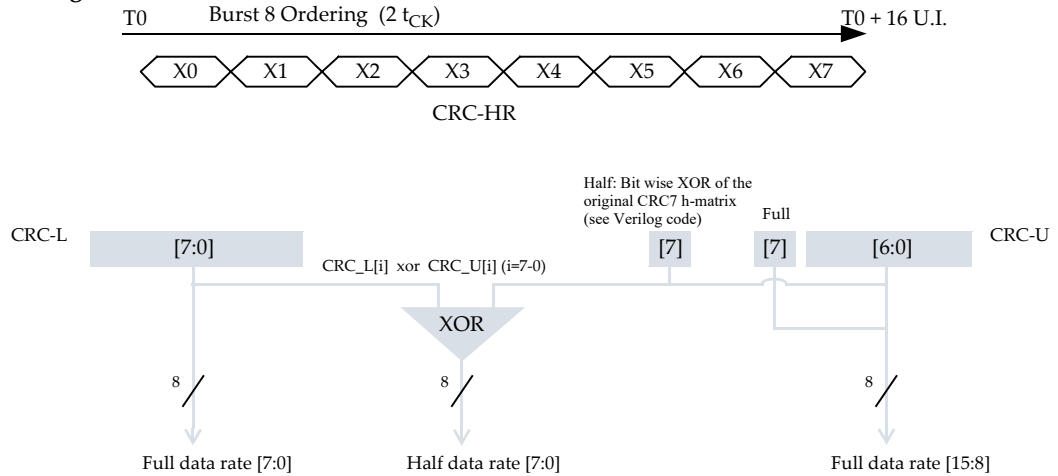 T0 Burst 8 Ordering (2 tCK) T0 + 16 U.I.
X0 X1 X2 X3 X4 X5 X6 X7
CRC-HR
Half: Bit wise XOR of the
original CRC7 h-matrix
(see Verilog code)
Full
CRC-L [7:0] [7] [7] [6:0] CRC-U
CRC_L[i] xor CRC_U[i] (i=7-0)
XOR
8 8 8
Full data rate [7:0] Half data rate [7:0] Full data rate [15:8]